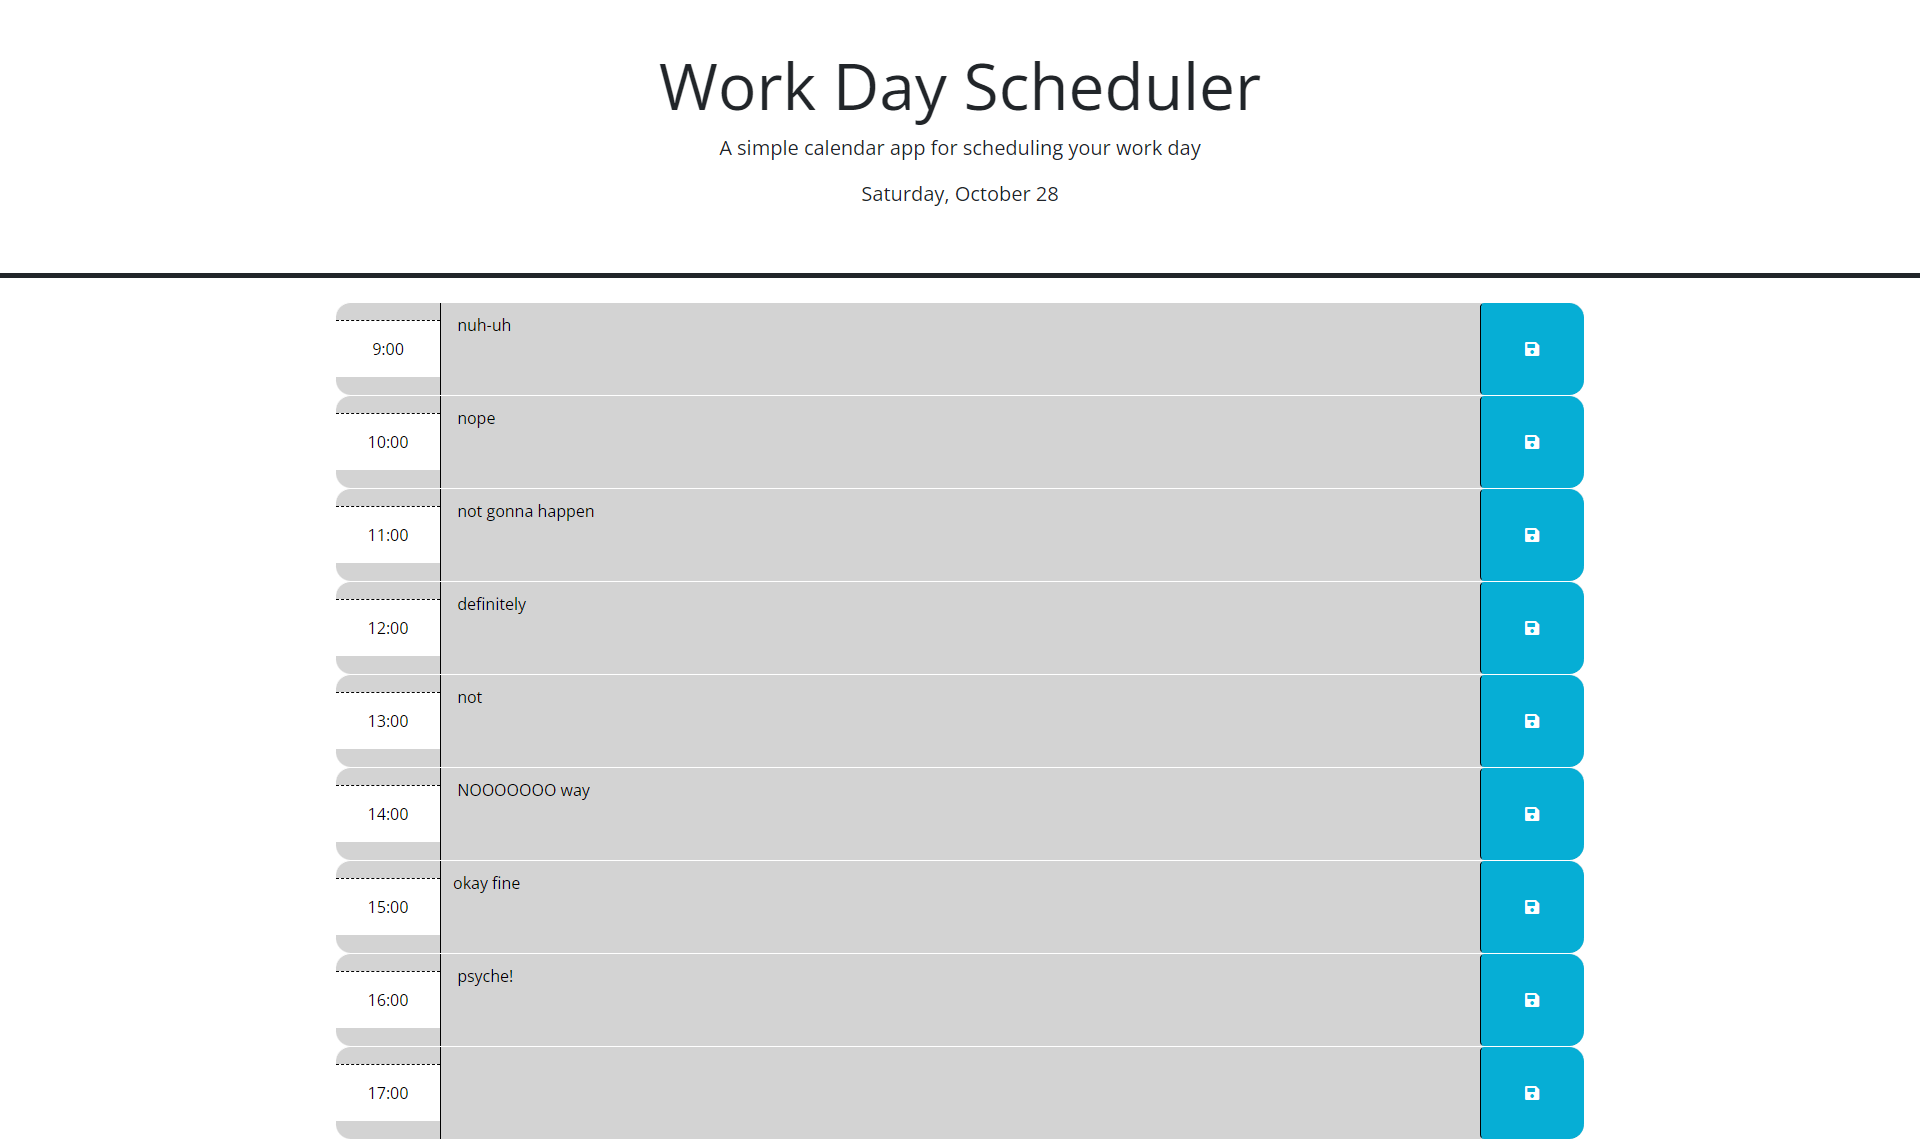 Work Day Scheduler
A simple calendar app for scheduling your work day
Saturday, October 28
9:00 nuh-uh
10:00 nope
11:00 not gonna happen
12:00 definitely
13:00 not
14:00 NOOOOOOO way
15:00 okay fine
16:00 psyche!
17:00